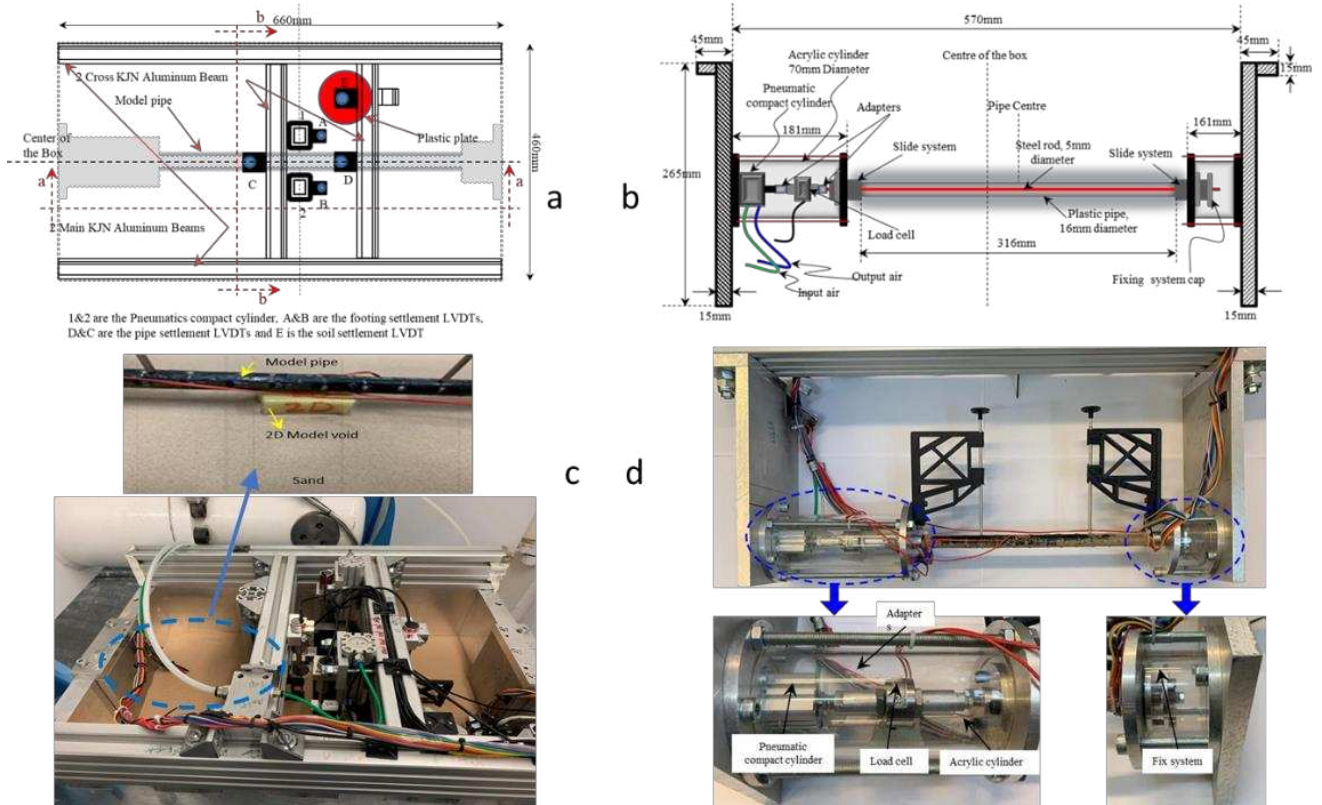 b
660mm
2 Cross KJN Aluminum Beam
Model pipe
E
1
A
Plastic plate
Center of
the Box
460mm
a
a
C
D
B
2
2 Main KJN Aluminum Beams
b
a
1&2 are the Pneumatics compact cylinder, A&B are the footing settlement LVDTs,
D&C are the pipe settlement LVDTs and E is the soil settlement LVDT
b
570mm
45mm
45mm
15mm
Acrylic cylinder
70mm Diameter
Centre of the box
Pneumatic
compact cylinder
Adapters
Pipe Centre
181mm
161mm
Slide system
Steel rod, 5mm
diameter
Slide system
265mm
Plastic pipe,
16mm diameter
Load cell
316mm
Output air
Input air
Fixing system cap
15mm
15mm
Model pipe
2D
2D Model void
Sand
c
d
Adapter
s
Pneumatic
compact cylinder
Load cell
Acrylic cylinder
Fix system